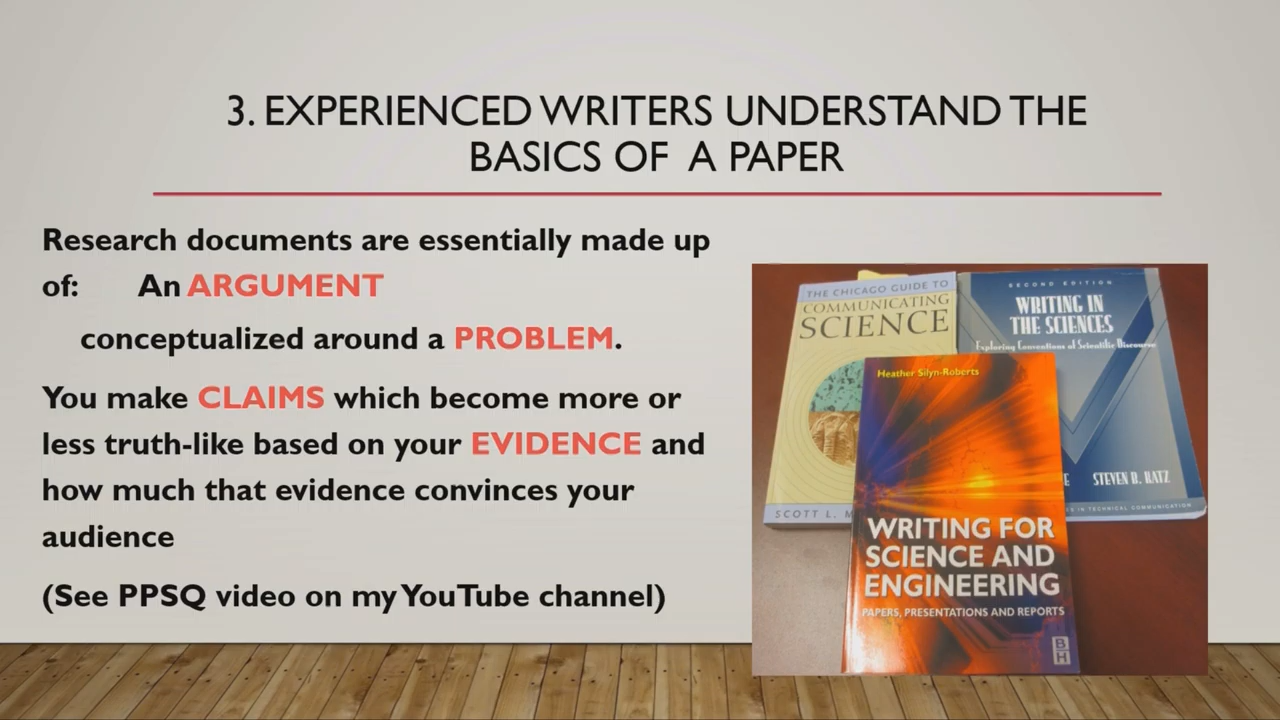 3. EXPERIENCED WRITERS UNDERSTAND THE
BASICS OF A PAPER
Research documents are essentially made up
of: An ARGUMENT
conceptualized around a PROBLEM.
You make CLAIMS which become more or
less truth-like based on your EVIDENCE and
how much that evidence convinces your
audience
(See PPSQ video on my YouTube channel)
THE CHICAGO GUIDE TO
COMMUNICATING
SCIENCE
SCOTT L. M
SECOND EDITION
WRITING IN
THE SCIENCES
Exploring Conventions of Scientific Discourse
E STEVEN B. KATZ
IN TECHNICAL COMMUNICATION
Heather Silyn-Roberts
WRITING FOR
SCIENCE AND
ENGINEERING
PAPERS, PRESENTATIONS AND REPORTS
B
H